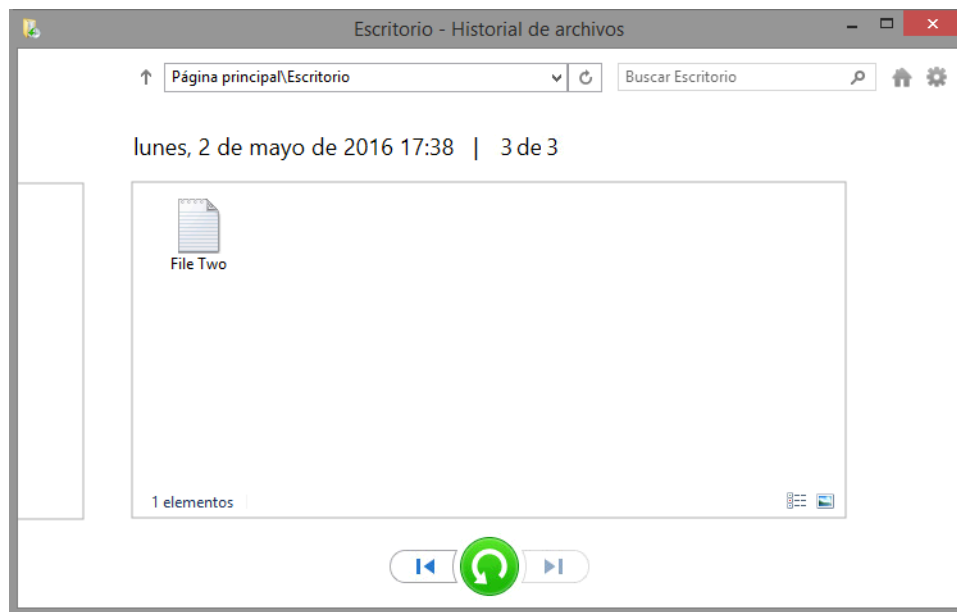 Escritorio - Historial de archivos
Página principal\Escritorio
Buscar Escritorio
lunes, 2 de mayo de 2016 17:38 | 3 de 3
File Two
1 elementos